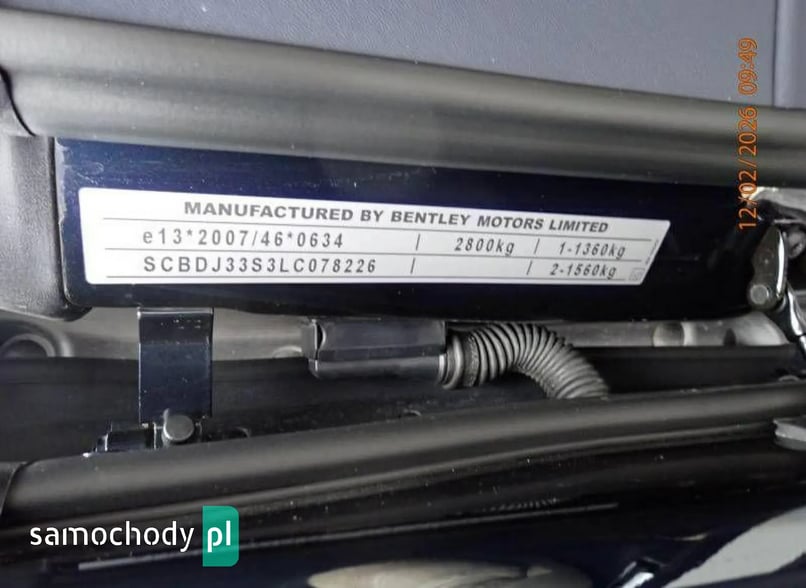 MANUFACTURED BY BENTLEY MOTORS LIMITED
e13*2007/46*0634 | 2800kg / 1-1360kg
SCBDJ33S3LC078226 | / 2-1560kg
12/02/2026 09:49
samochody pl